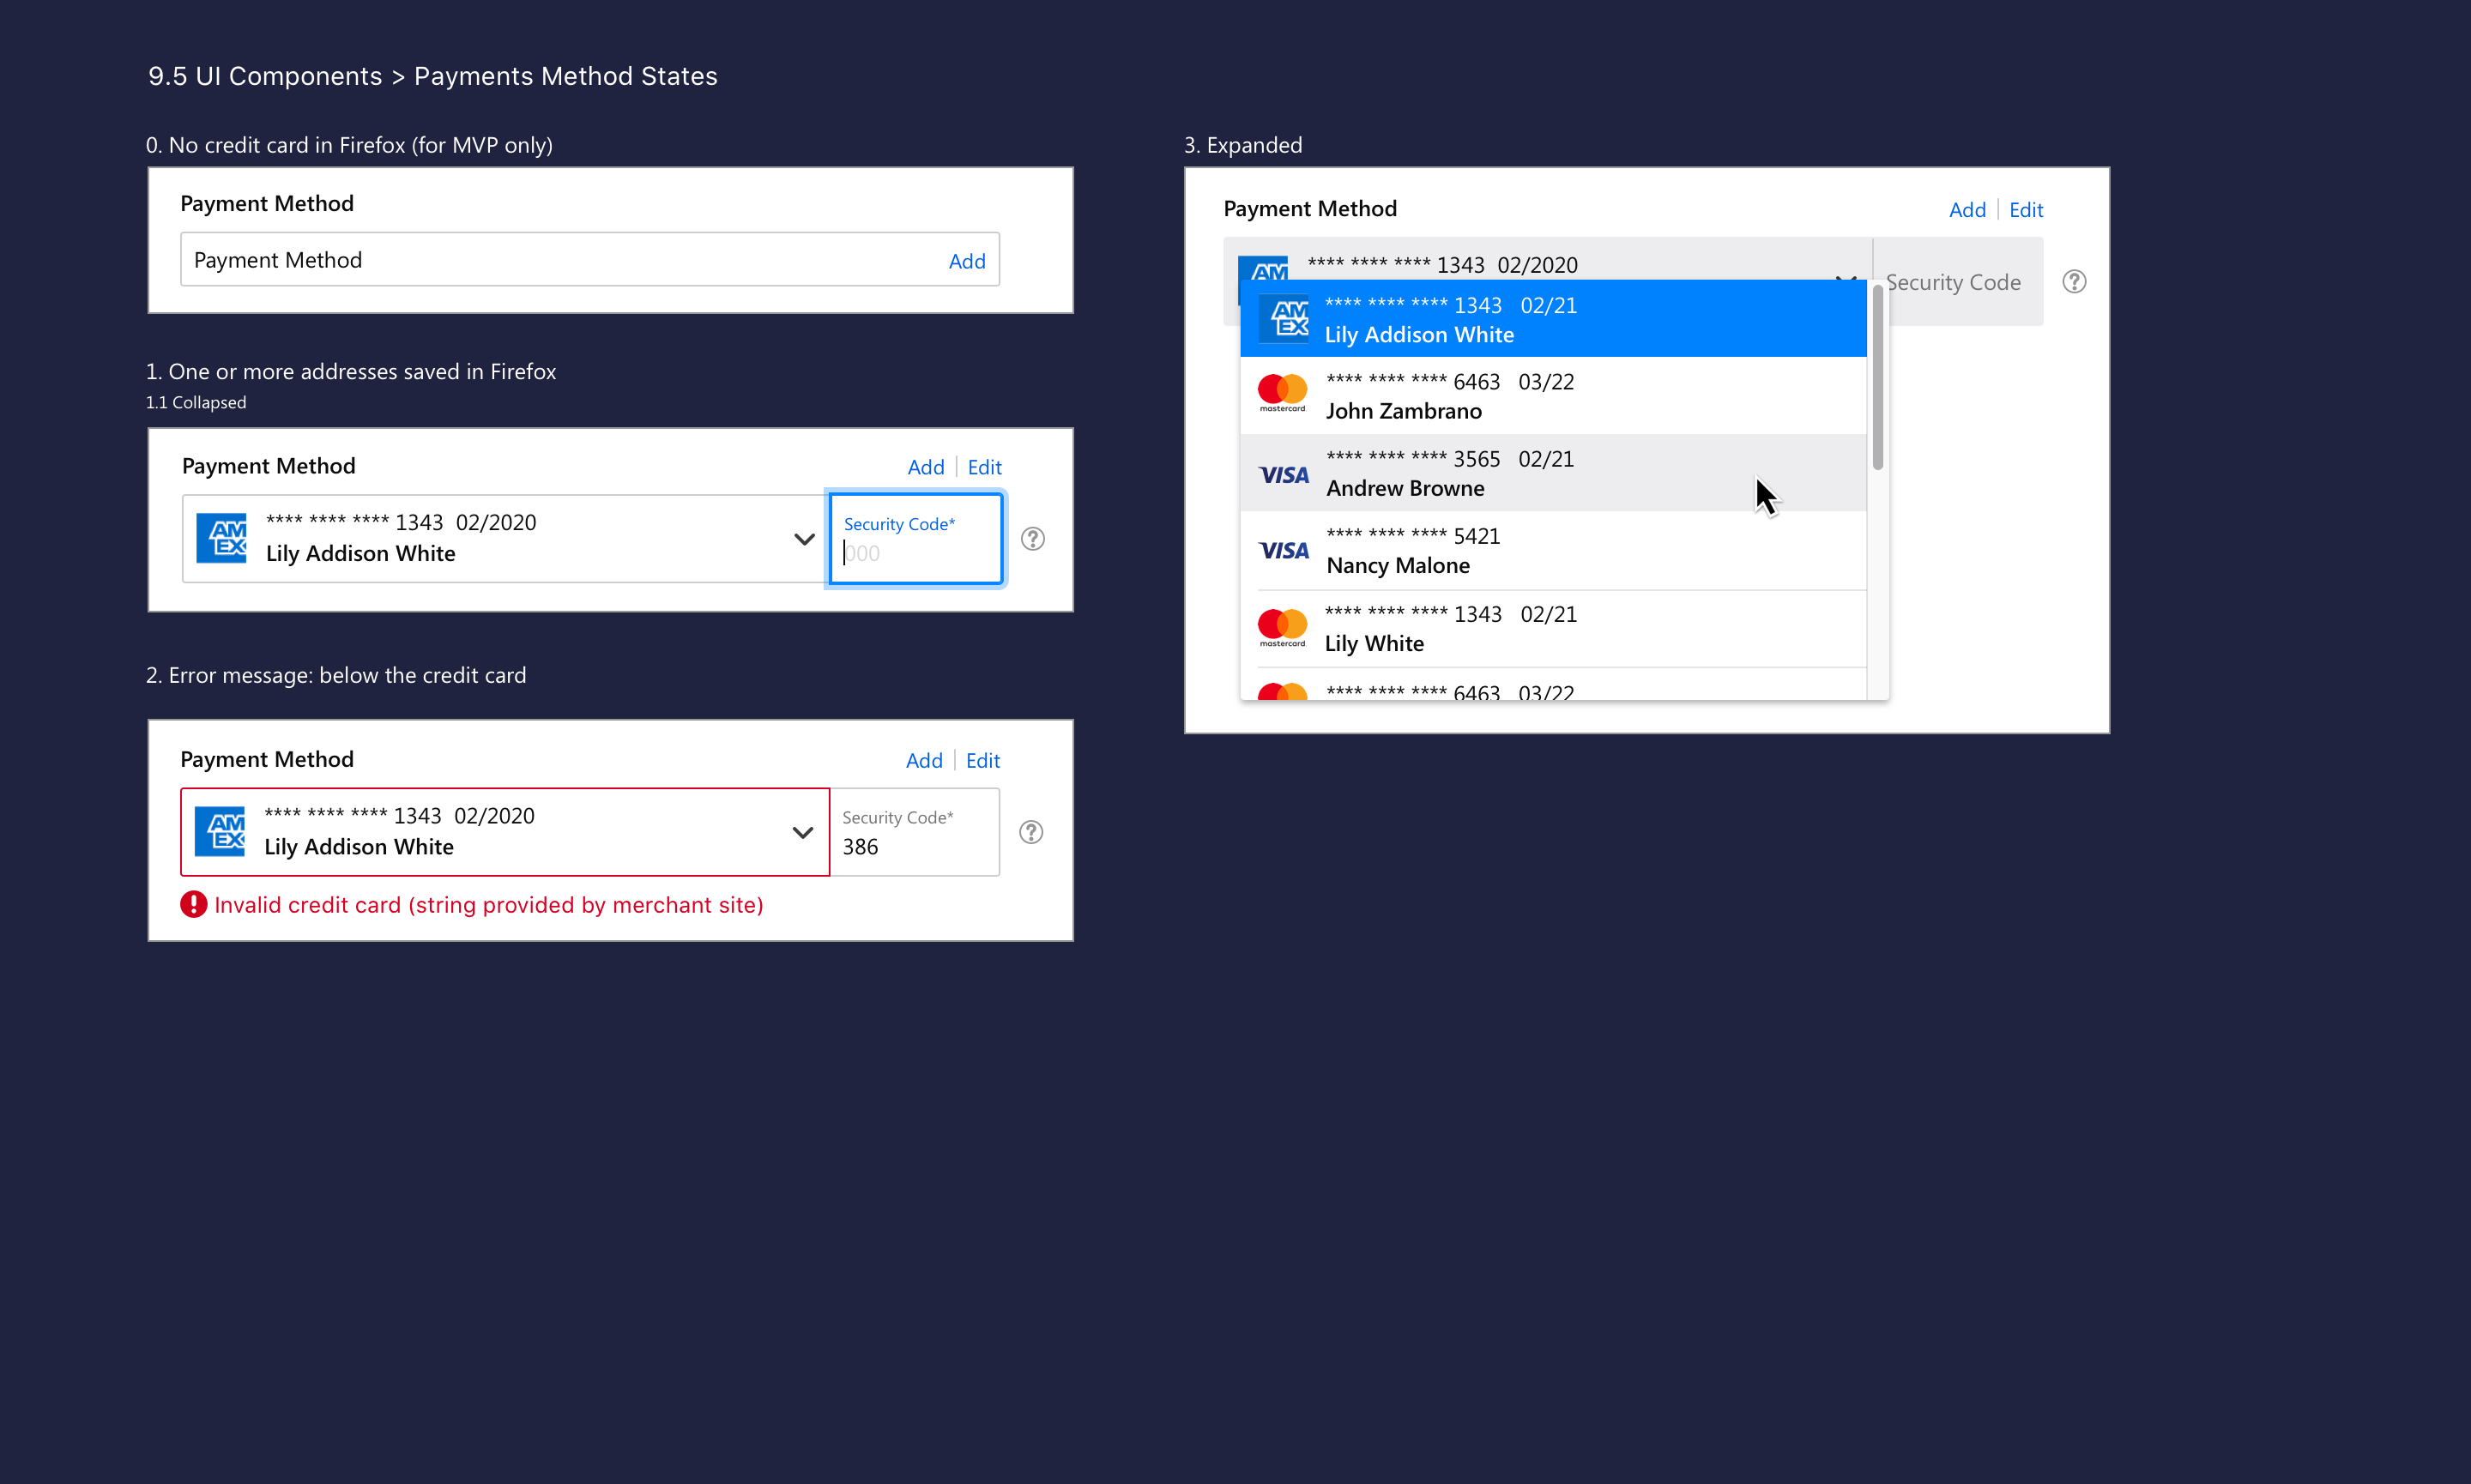 9.5 UI Components > Payments Method States
0. No credit card in Firefox (for MVP only)
Payment Method
Payment Method Add
1. One or more addresses saved in Firefox
1.1 Collapsed
Payment Method Add Edit
AM
EX
**** **** **** 1343 02/2020
Lily Addison White
Security Code*
000
?
2. Error message: below the credit card
Payment Method Add Edit
AM
EX
**** **** **** 1343 02/2020
Lily Addison White
Security Code*
386
?
! Invalid credit card (string provided by merchant site)
3. Expanded
Payment Method Add Edit
AM
**** **** **** 1343 02/2020
Security Code
?
AM
EX
**** **** **** 1343 02/21
Lily Addison White
mastercard
**** **** **** 6463 03/22
John Zambrano
VISA
**** **** **** 3565 02/21
Andrew Browne
VISA
**** **** **** 5421
Nancy Malone
mastercard
**** **** **** 1343 02/21
Lily White
**** **** **** 6463 03/22